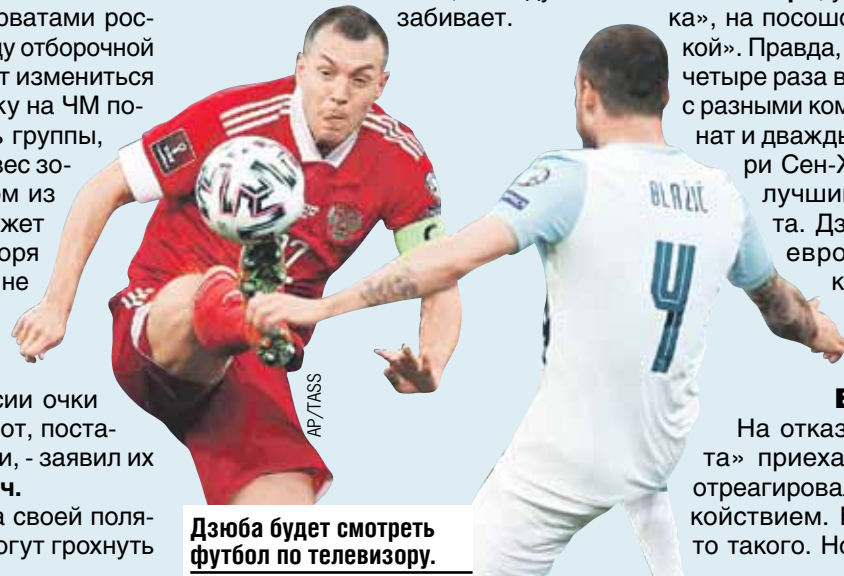 оватами рос-
ду отборочной
т измениться
ку на ЧМ по-
ь группы,
вес зо-
ом из
жет
оря
не
сии очки
от, поста-
и, - заявил их
ч.
а своей поля-
огут грохнуть
забивает.
AP/TASS
BLAŽIČ
4
Дзюба будет смотреть
футбол по телевизору.
ка», на посошо
кой». Правда,
четыре раза в
с разными ком
нат и дважды
ри Сен-Ж
лучши
та. Дз
евро
к
В
На отказ
та» приеха
отреагировал
койствием. В
то такого. Но